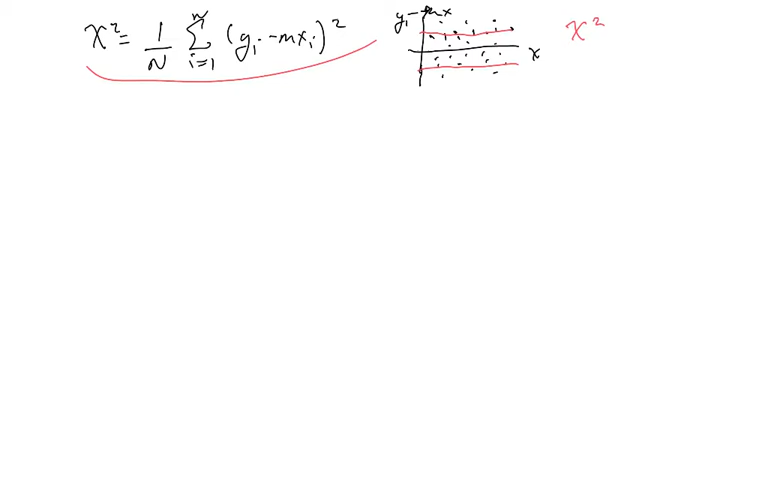 χ² = 1/N Σ_{i=1}^{N} (y_i - mx_i)²
y_i - mx
x
χ²